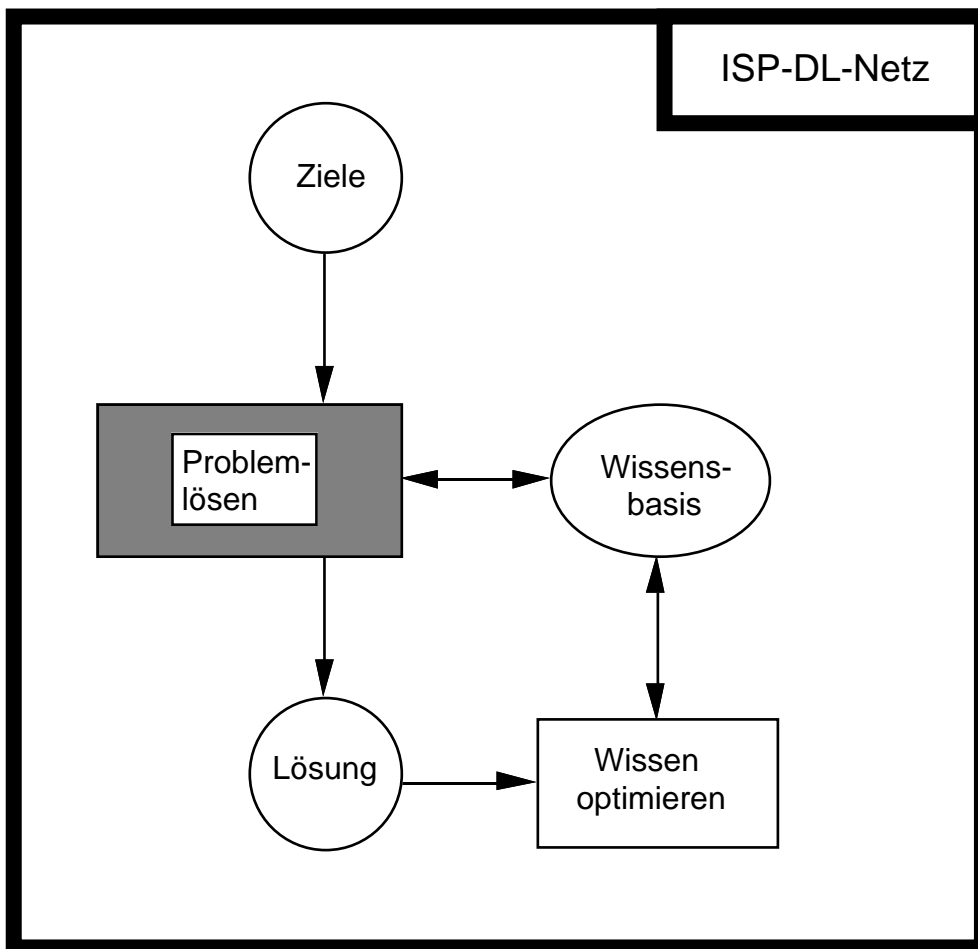 ISP-DL-Netz
Ziele
Problem-
lösen
Wissens-
basis
Lösung
Wissen
optimieren